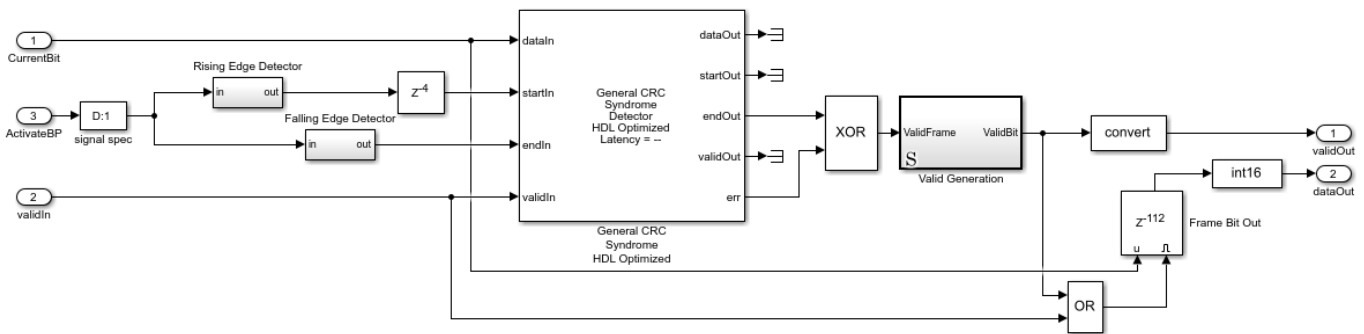 1
CurrentBit
3
ActivateBP
D:1
signal spec
2
validIn
Rising Edge Detector
in out
Z-4
Falling Edge Detector
in out
dataIn
startIn
endIn
validIn
General CRC
Syndrome
Detector
HDL Optimized
Latency = --
dataOut
startOut
endOut
validOut
err
General CRC
Syndrome
HDL Optimized
XOR
ValidFrame ValidBit
S
Valid Generation
convert
1
validOut
int16
2
dataOut
Z-112
u
Frame Bit Out
OR